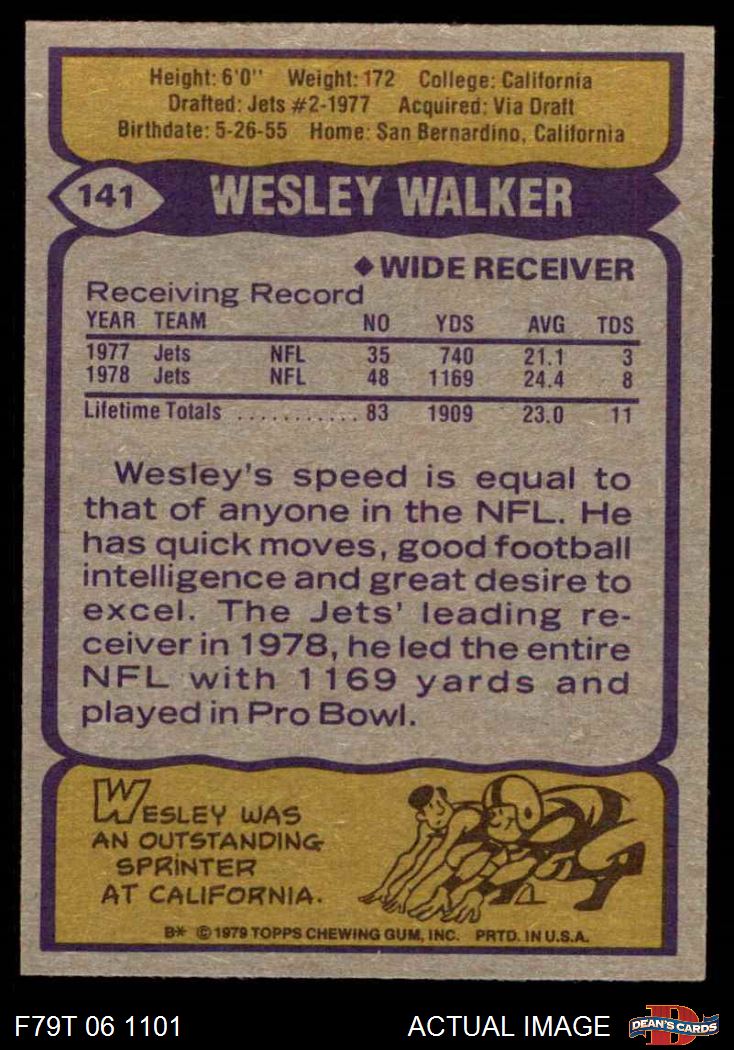 Height: 6'0" Weight: 172 College: California
Drafted: Jets #2-1977 Acquired: Via Draft
Birthdate: 5-26-55 Home: San Bernardino, California
141 WESLEY WALKER
◆ WIDE RECEIVER
Receiving Record
YEAR TEAM NO YDS AVG TDS
1977 Jets NFL 35 740 21.1 3
1978 Jets NFL 48 1169 24.4 8
Lifetime Totals ........... 83 1909 23.0 11
Wesley's speed is equal to
that of anyone in the NFL. He
has quick moves, good football
intelligence and great desire to
excel. The Jets' leading re-
ceiver in 1978, he led the entire
NFL with 1169 yards and
played in Pro Bowl.
WESLEY WAS
AN OUTSTANDING
SPRINTER
AT CALIFORNIA.
B* © 1979 TOPPS CHEWING GUM, INC. PRTD. IN U.S.A.
F79T 06 1101 ACTUAL IMAGE D DEAN'S CARDS